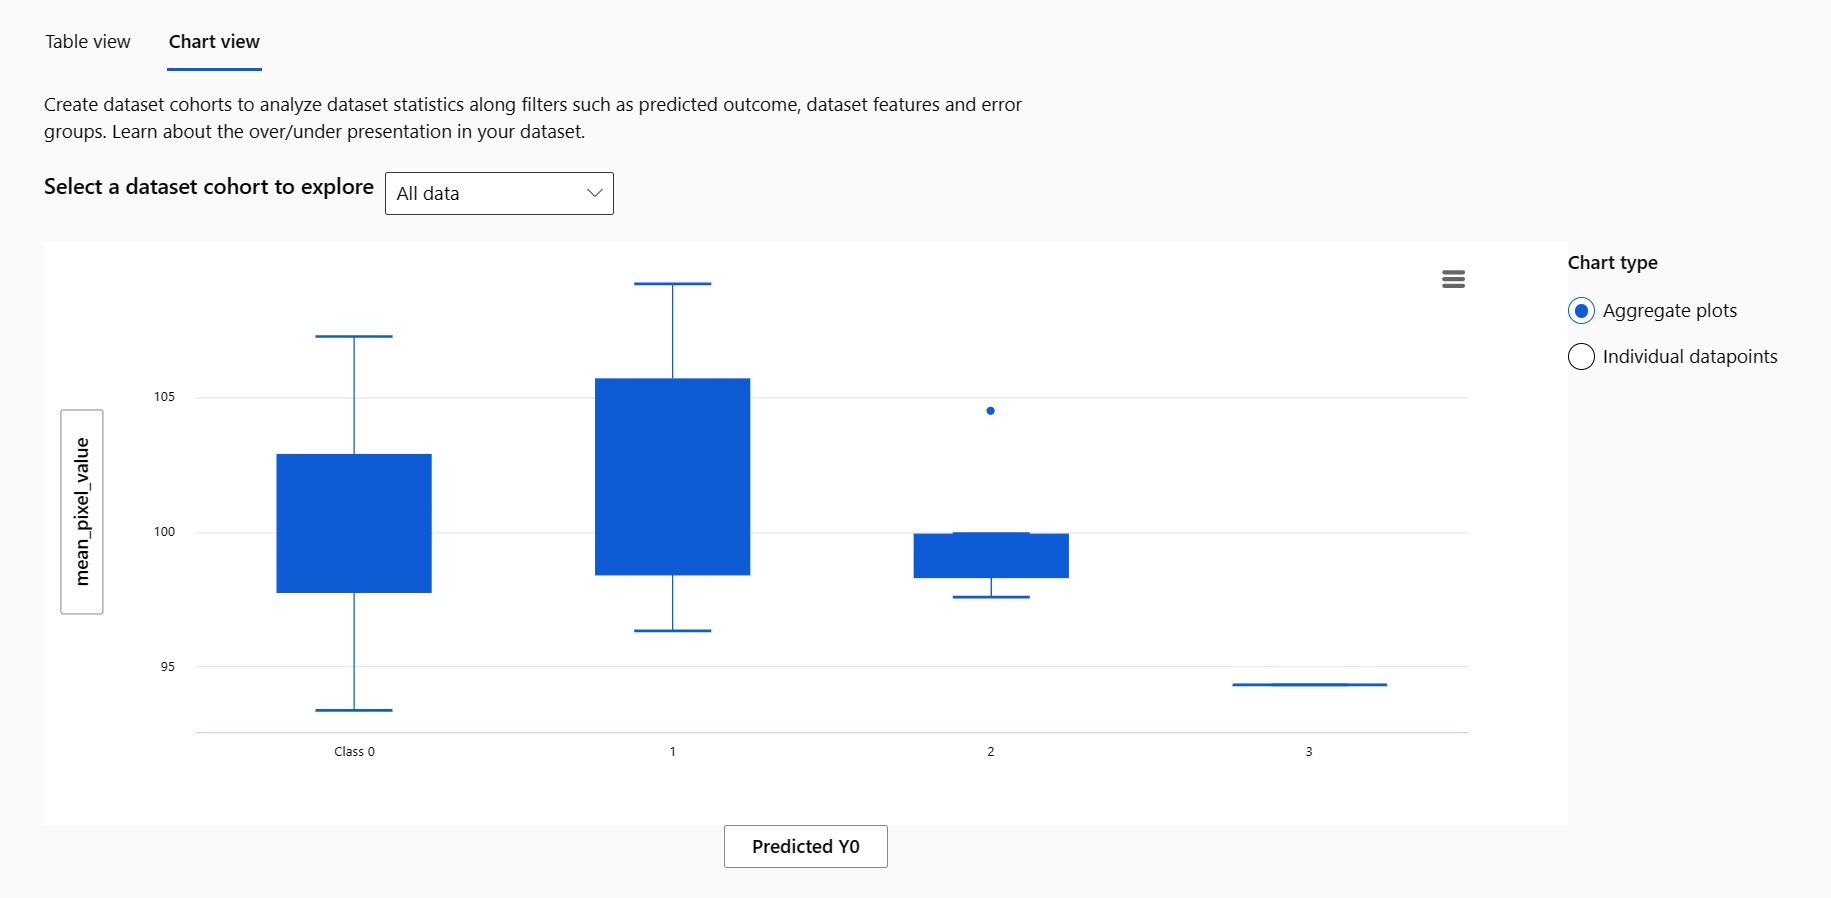 Table view
Chart view
Create dataset cohorts to analyze dataset statistics along filters such as predicted outcome, dataset features and error
groups. Learn about the over/under presentation in your dataset.
Select a dataset cohort to explore
All data
Chart type
Aggregate plots
Individual datapoints
mean_pixel_value
105
100
95
Class 0
1
2
3
Predicted Y0